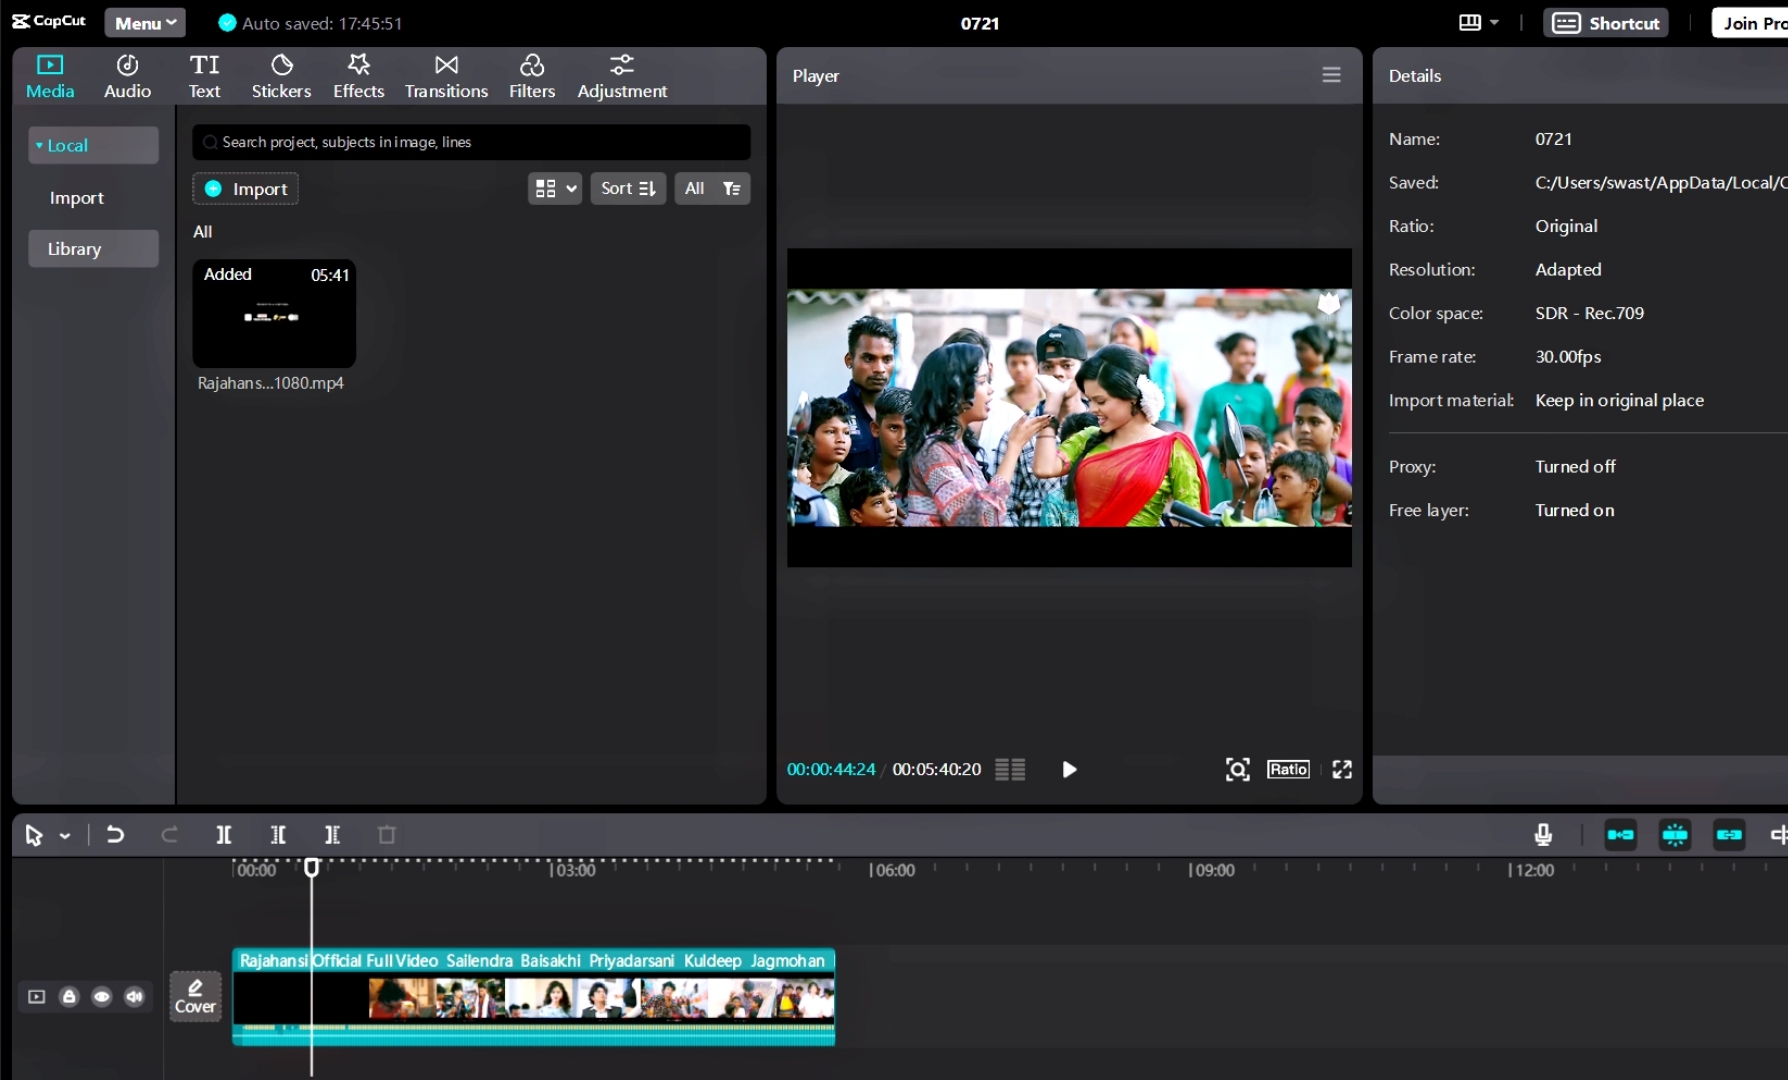 CapCut Menu Auto saved: 17:45:51 0721 Shortcut Join Pro
Media Audio Text Stickers Effects Transitions Filters Adjustment
Local
Import
Library
Search project, subjects in image, lines
Import Sort All
All
Added 05:41
Rajahans...1080.mp4
Player
00:00:44:24 / 00:05:40:20 Ratio
Details
Name: 0721
Saved: C:/Users/swast/AppData/Local/C
Ratio: Original
Resolution: Adapted
Color space: SDR - Rec.709
Frame rate: 30.00fps
Import material: Keep in original place
Proxy: Turned off
Free layer: Turned on
00:00 03:00 06:00 09:00 12:00
Rajahansi Official Full Video Sailendra Baisakhi Priyadarsani Kuldeep Jagmohan
Cover